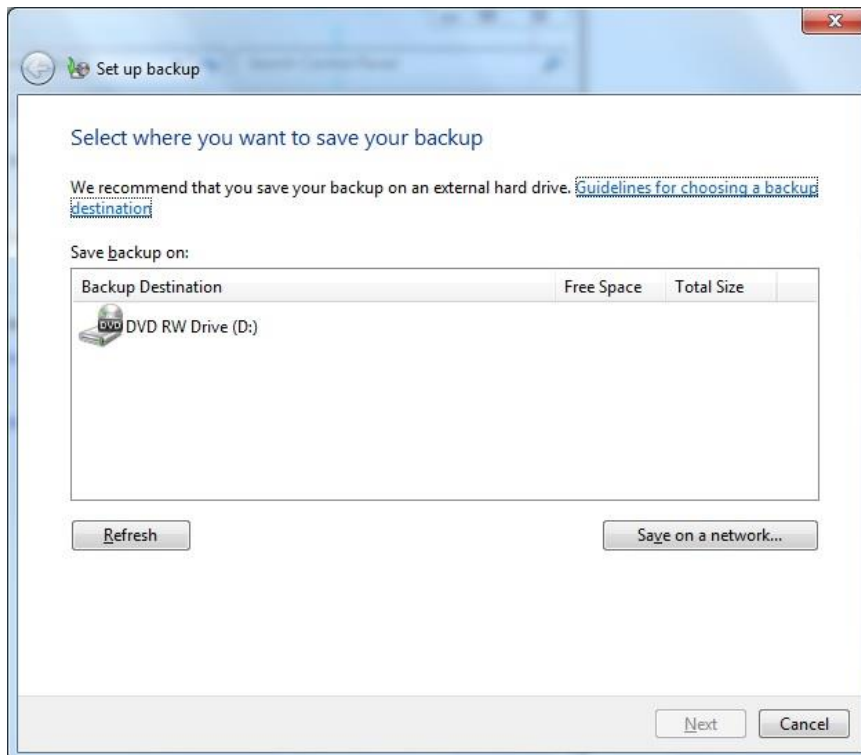 Set up backup
Select where you want to save your backup
We recommend that you save your backup on an external hard drive. Guidelines for choosing a backup
destination
Save backup on:
Backup Destination Free Space Total Size
DVD DVD RW Drive (D:)
Refresh Save on a network...
Next Cancel